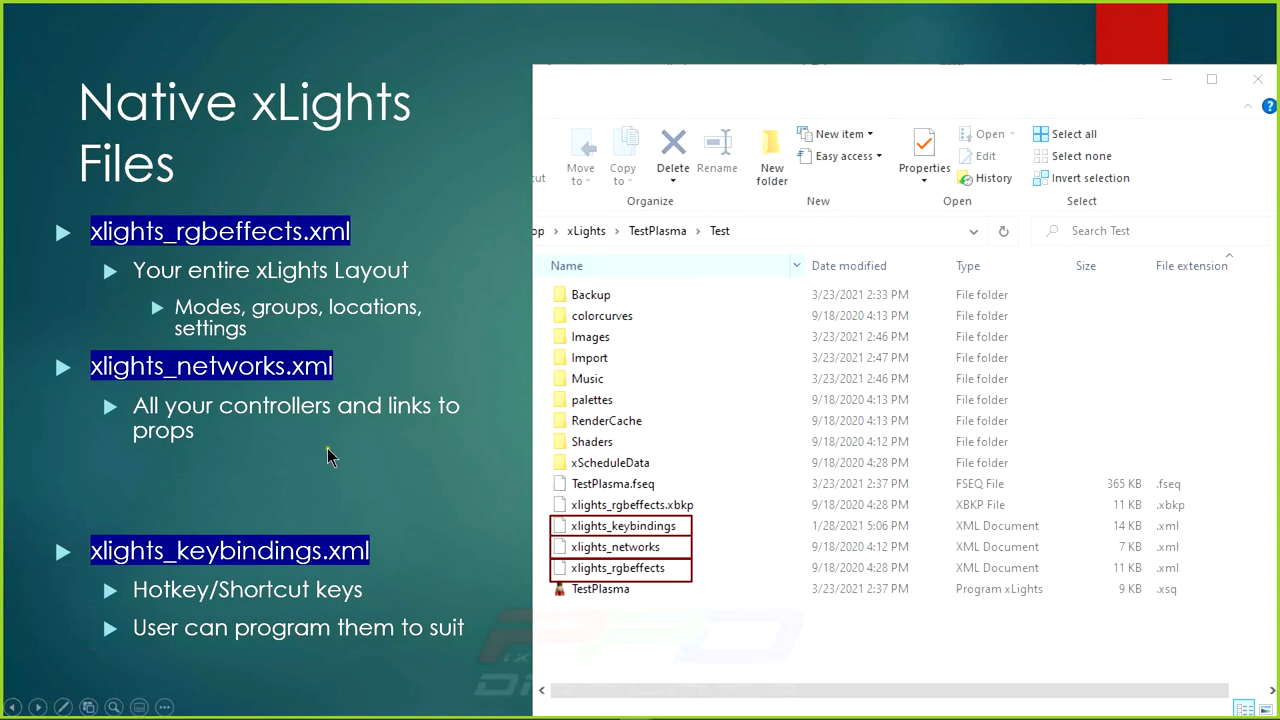 Native xLights
Files
xlights_rgbeffects.xml
Your entire xLights Layout
Modes, groups, locations,
settings
xlights_networks.xml
All your controllers and links to
props
xlights_keybindings.xml
Hotkey/Shortcut keys
User can program them to suit
cut
Move
to
Copy
to
Delete
Rename
New
folder
New item
Easy access
Properties
Open
Edit
History
Select all
Select none
Invert selection
Organize New Open Select
op > xLights > TestPlasma > Test Search Test
Name Date modified Type Size File extension
Backup 3/23/2021 2:33 PM File folder
colorcurves 9/18/2020 4:13 PM File folder
Images 3/23/2021 2:46 PM File folder
Import 3/23/2021 2:47 PM File folder
Music 3/23/2021 2:46 PM File folder
palettes 9/18/2020 4:13 PM File folder
RenderCache 9/18/2020 4:13 PM File folder
Shaders 9/18/2020 4:12 PM File folder
xScheduleData 9/18/2020 4:28 PM File folder
TestPlasma.fseq 3/23/2021 2:37 PM FSEQ File 365 KB .fseq
xlights_rgbeffects.xbkp 9/18/2020 4:28 PM XBKP File 11 KB .xbkp
xlights_keybindings 1/28/2021 5:06 PM XML Document 14 KB .xml
xlights_networks 9/18/2020 4:12 PM XML Document 7 KB .xml
xlights_rgbeffects 9/18/2020 4:28 PM XML Document 11 KB .xml
TestPlasma 3/23/2021 2:37 PM Program xLights 9 KB .xsq